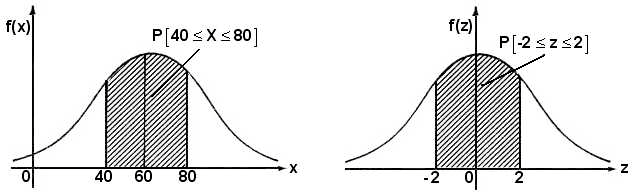 f(x)
P[40 ≤ X ≤ 80]
0 40 60 80 x
f(z)
P[-2 ≤ z ≤ 2]
-2 0 2 z